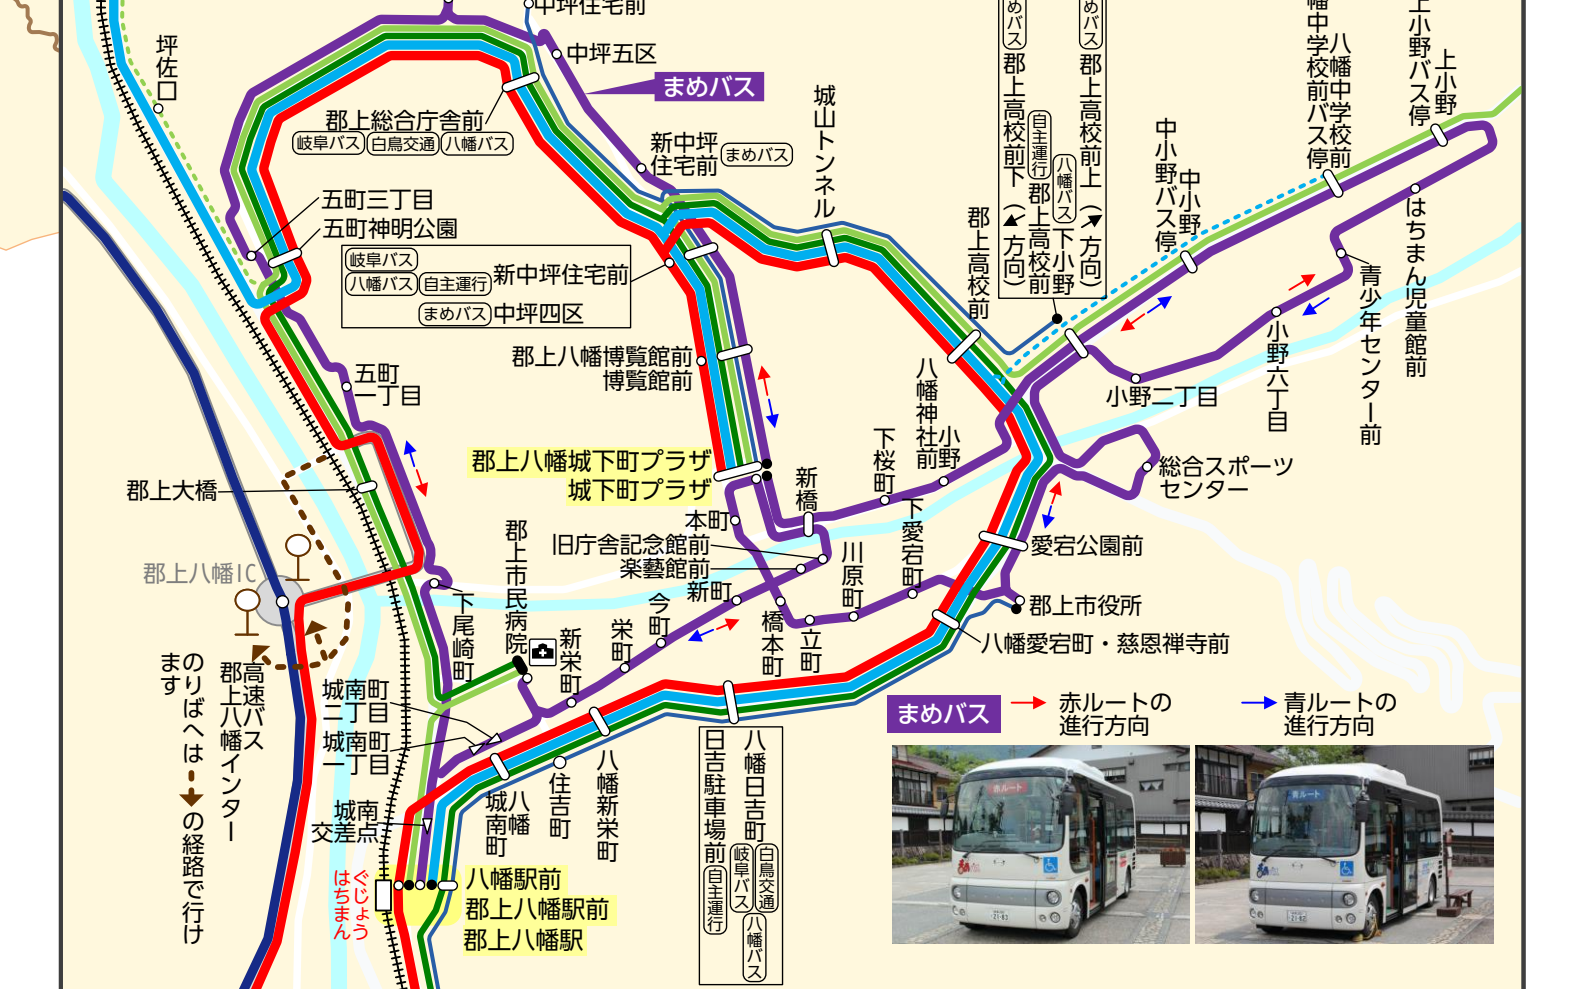 中坪住宅前
坪佐口
中坪五区
まめバス
郡上総合庁舎前
岐阜バス 白鳥交通 八幡バス
新中坪
住宅前
まめバス
城山トンネル
五町三丁目
五町神明公園
岐阜バス
八幡バス 自主運行 新中坪住宅前
まめバス 中坪四区
めバス
郡上高校前下(↙方向)
自主運行
郡上高校前
八幡バス
下小野
めバス
郡上高校前上(↗方向)
郡上高校前
中小野バス停
中小野
幡中学校前バス停
八幡中学校前
上小野バス停
上小野
はちまん児童館前
青少年センター前
小野六丁目
小野二丁目
郡上八幡博覧館前
博覧館前
五町
一丁目
八幡神社前
小野
下桜町
郡上八幡城下町プラザ
城下町プラザ
総合スポーツ
センター
新橋
郡上大橋
本町
旧庁舎記念館前
楽藝館前
新町
川原町
下愛宕町
愛宕公園前
郡上市民病院
郡上八幡IC
下尾崎町
今町
栄町
新栄町
橋本町
立町
郡上市役所
八幡愛宕町・慈恩禅寺前
高速バス
郡上八幡インター
のりばへは の経路で行け
ます
城南町
二丁目
城南町
一丁目
城南
交差点
八幡
城南町
住吉町
八幡新栄町
八幡日吉町
白鳥交通
岐阜バス
八幡バス
日吉駐車場前
自主運行
まめバス
赤ルートの
進行方向
青ルートの
進行方向
赤ルート
青ルート
ぐじょう
はちまん
八幡駅前
郡上八幡駅前
郡上八幡駅